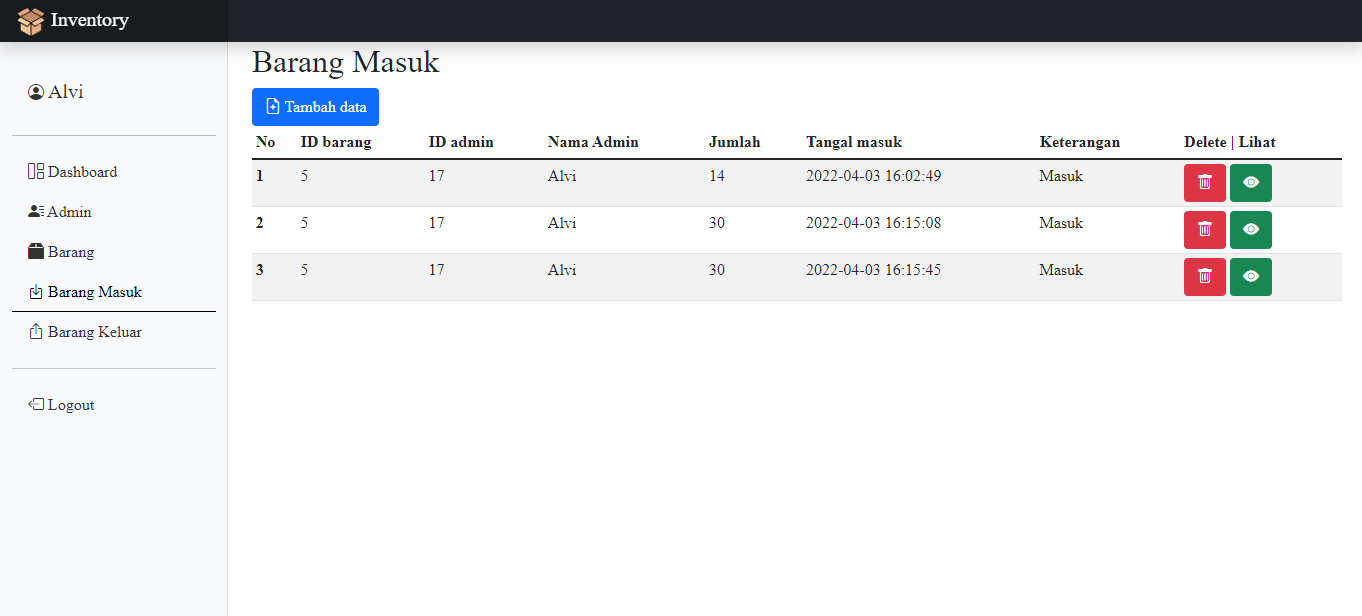 Inventory
Alvi
Dashboard
Admin
Barang
Barang Masuk
Barang Keluar
Logout
Barang Masuk
Tambah data
No ID barang ID admin Nama Admin Jumlah Tangal masuk Keterangan Delete | Lihat
1 5 17 Alvi 14 2022-04-03 16:02:49 Masuk
2 5 17 Alvi 30 2022-04-03 16:15:08 Masuk
3 5 17 Alvi 30 2022-04-03 16:15:45 Masuk